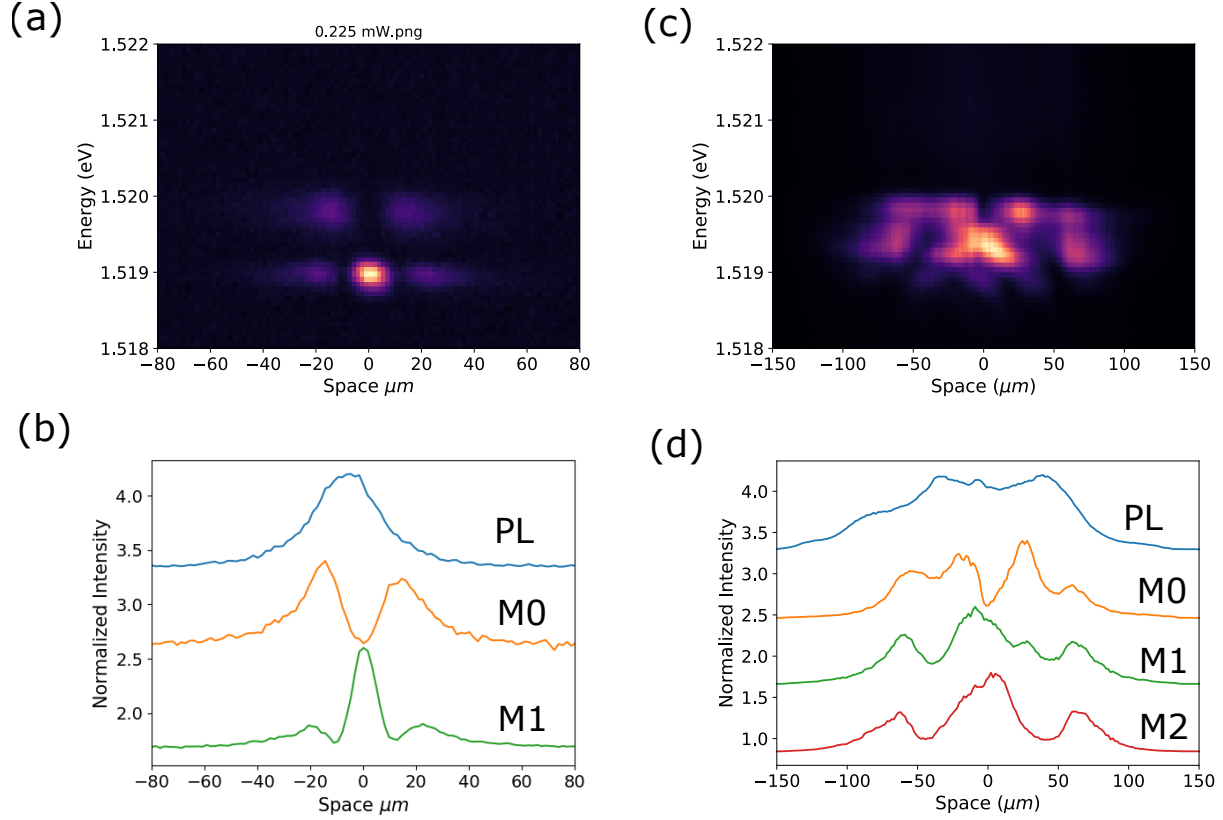 (a)
0.225 mW.png
1.522
1.521
1.520
1.519
1.518
Energy (eV)
−80
−60
−40
−20
0
20
40
60
80
Space μm
(c)
1.522
1.521
1.520
1.519
1.518
Energy (eV)
−150
−100
−50
0
50
100
150
Space (μm)
(b)
4.0
3.5
3.0
2.5
2.0
Normalized Intensity
PL
M0
M1
−80
−60
−40
−20
0
20
40
60
80
Space μm
(d)
4.0
3.5
3.0
2.5
2.0
1.5
1.0
Normalized Intensity
PL
M0
M1
M2
−150
−100
−50
0
50
100
150
Space (μm)